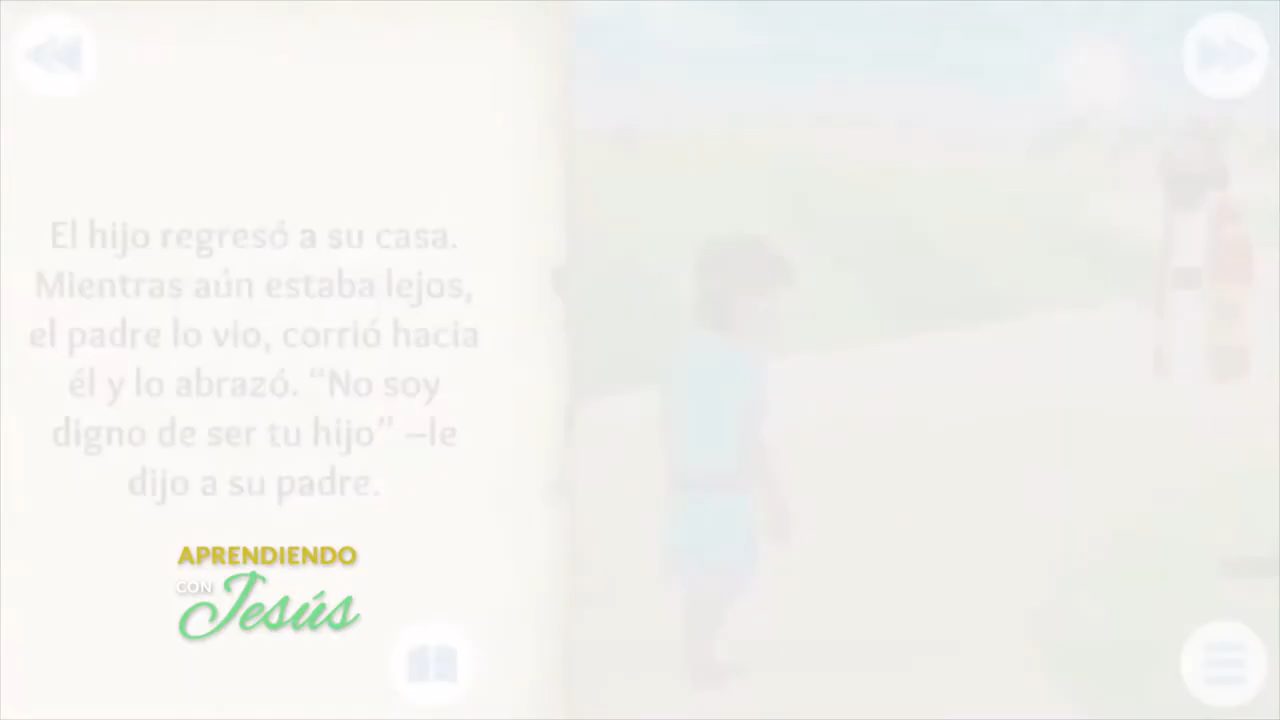 El hijo regresó a su casa.
Mientras aún estaba lejos,
el padre lo vio, corrió hacia
él y lo abrazó. “No soy
digno de ser tu hijo” –le
dijo a su padre.
APRENDIENDO
CON
Jesús